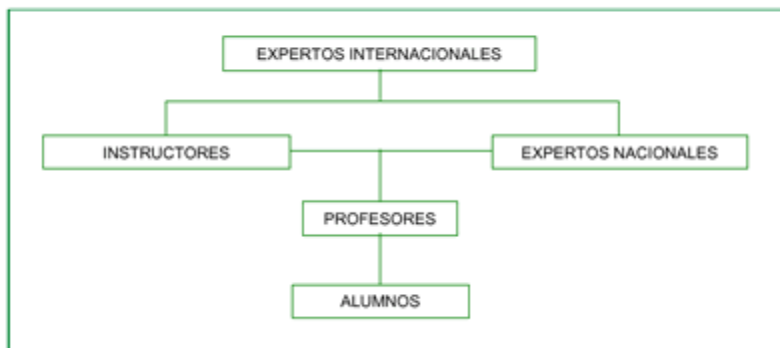 EXPERTOS INTERNACIONALES
INSTRUCTORES
EXPERTOS NACIONALES
PROFESORES
ALUMNOS